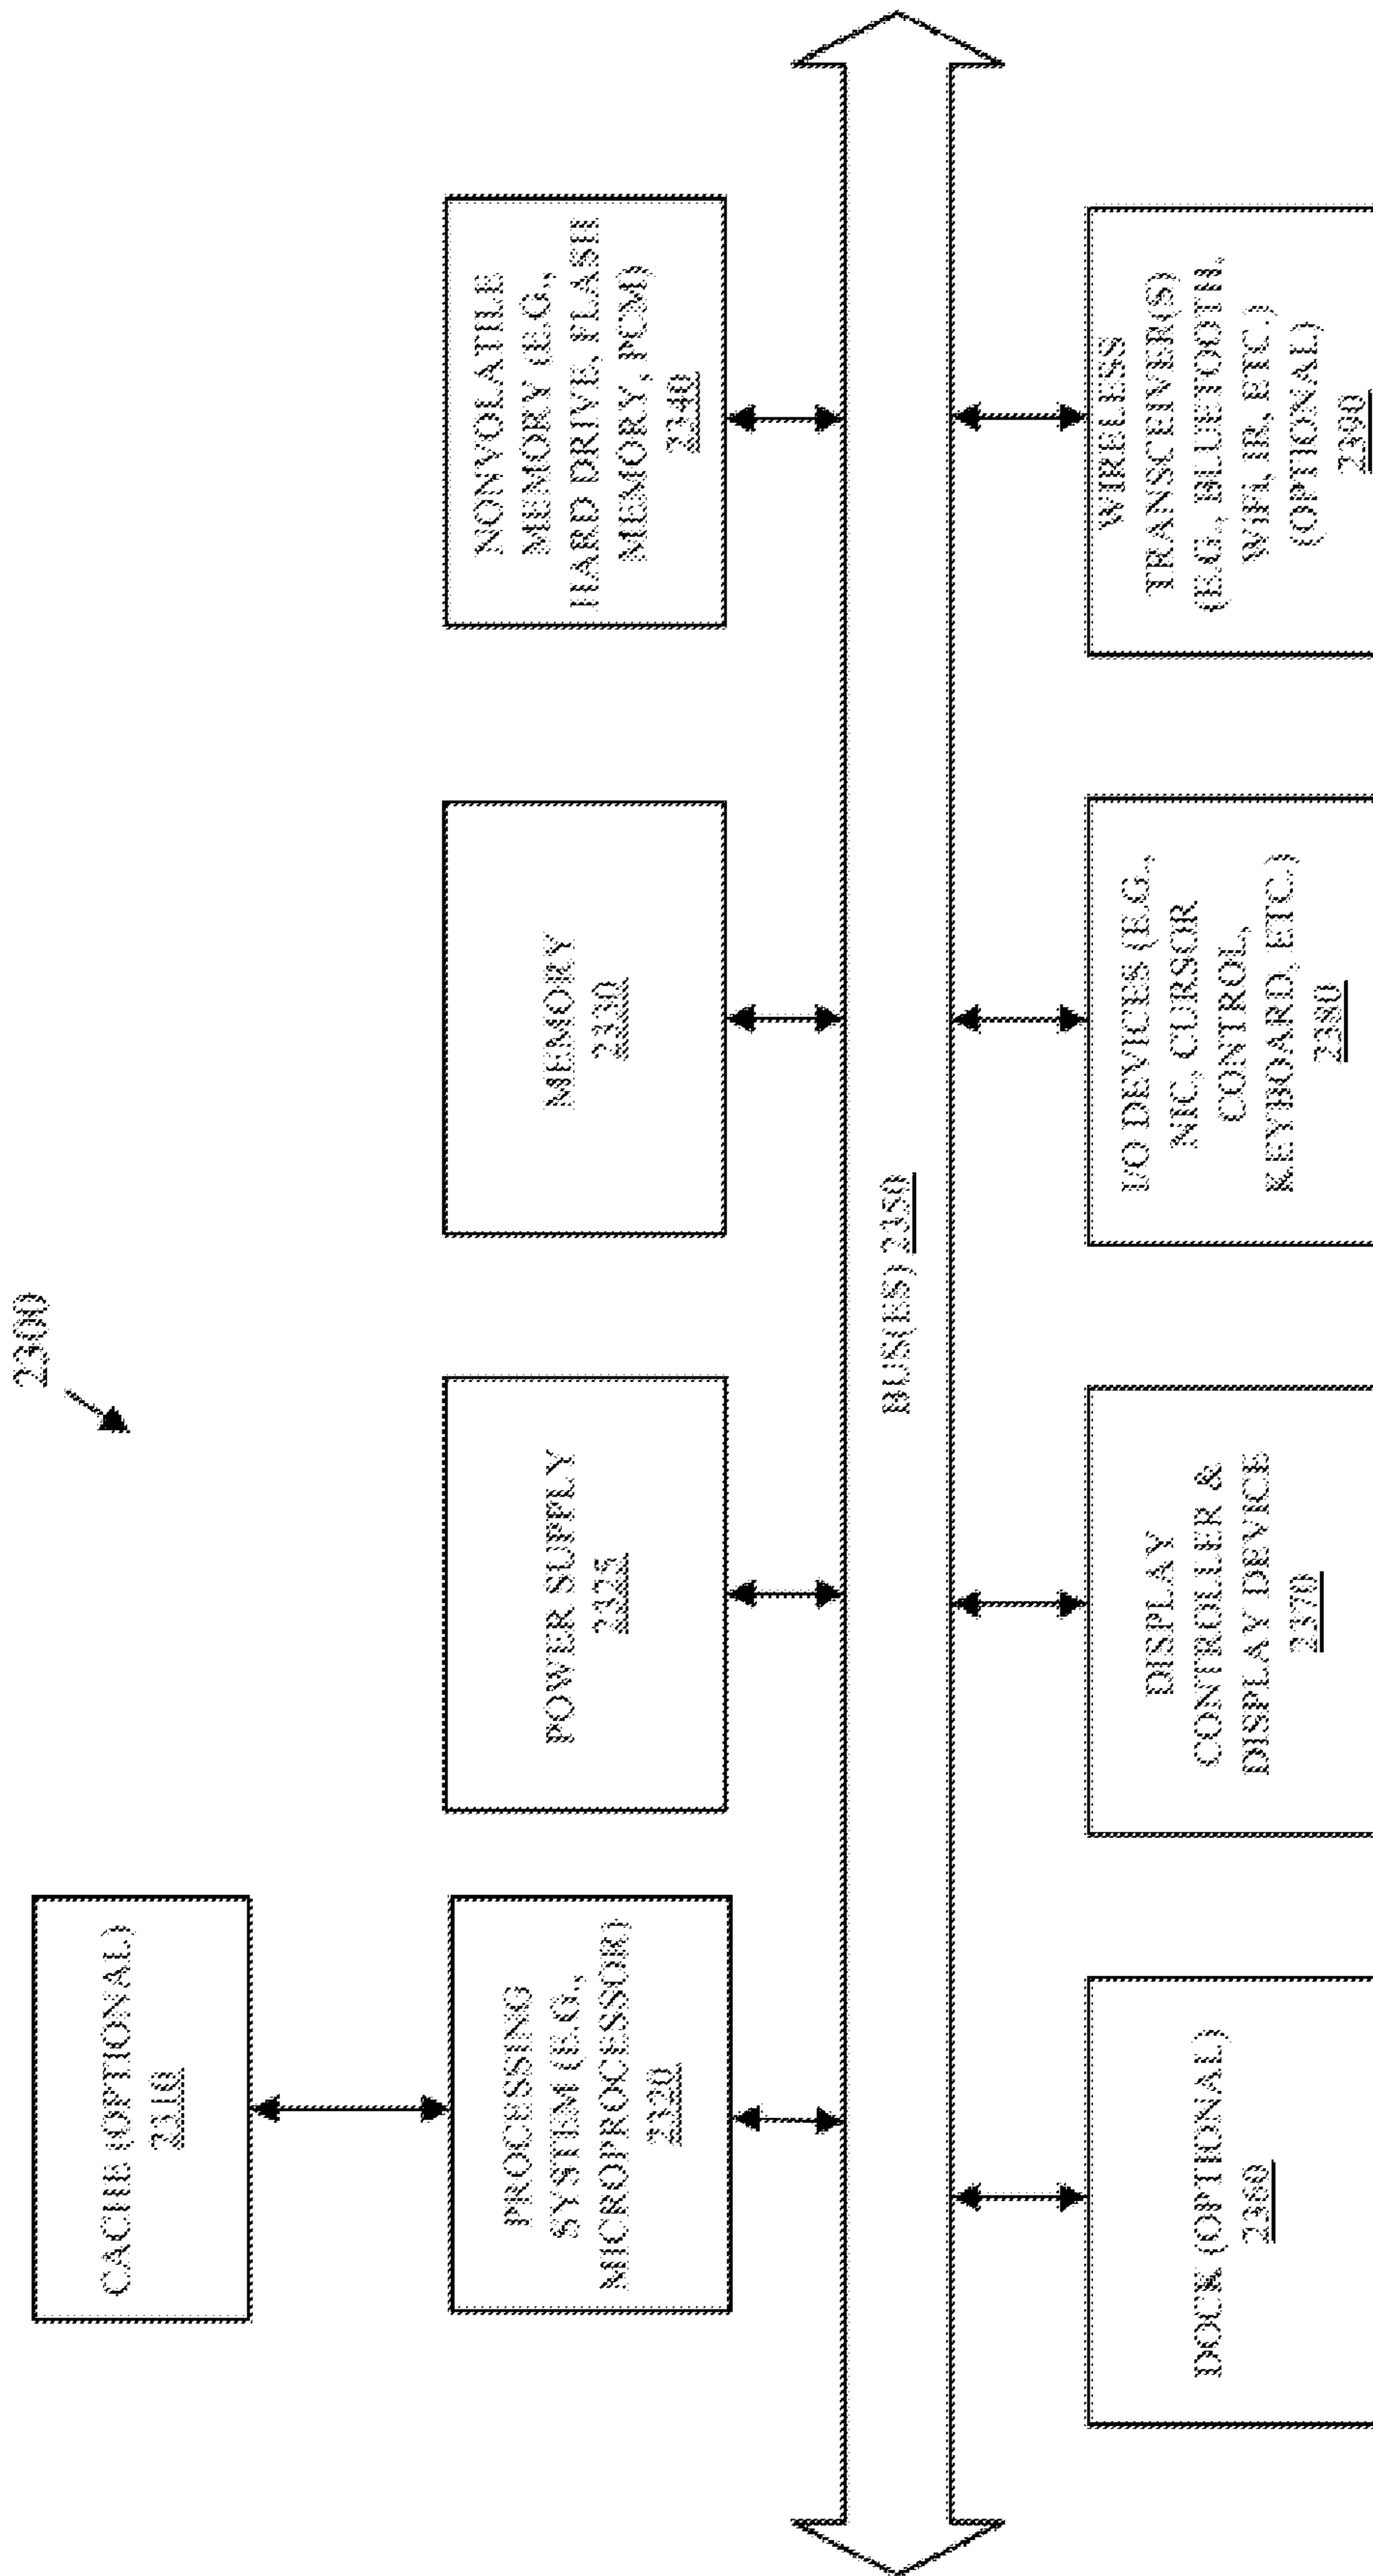 2300
CACHE (OPTIONAL)
2310
PROCESSING
SYSTEM (E.G.,
MICROPROCESSOR)
2320
POWER SUPPLY
2325
MEMORY
2330
NONVOLATILE
MEMORY (E.G.,
HARD DRIVE, FLASH
MEMORY, PCM)
2340
BUS(ES) 2350
DOCK (OPTIONAL)
2360
DISPLAY
CONTROLLER &
DISPLAY DEVICE
2370
I/O DEVICES (E.G.,
NIC, CURSOR
CONTROL,
KEYBOARD, ETC.)
2380
WIRELESS
TRANSCEIVER(S)
(E.G., BLUETOOTH,
WiFi, IR, ETC.)
(OPTIONAL)
2390